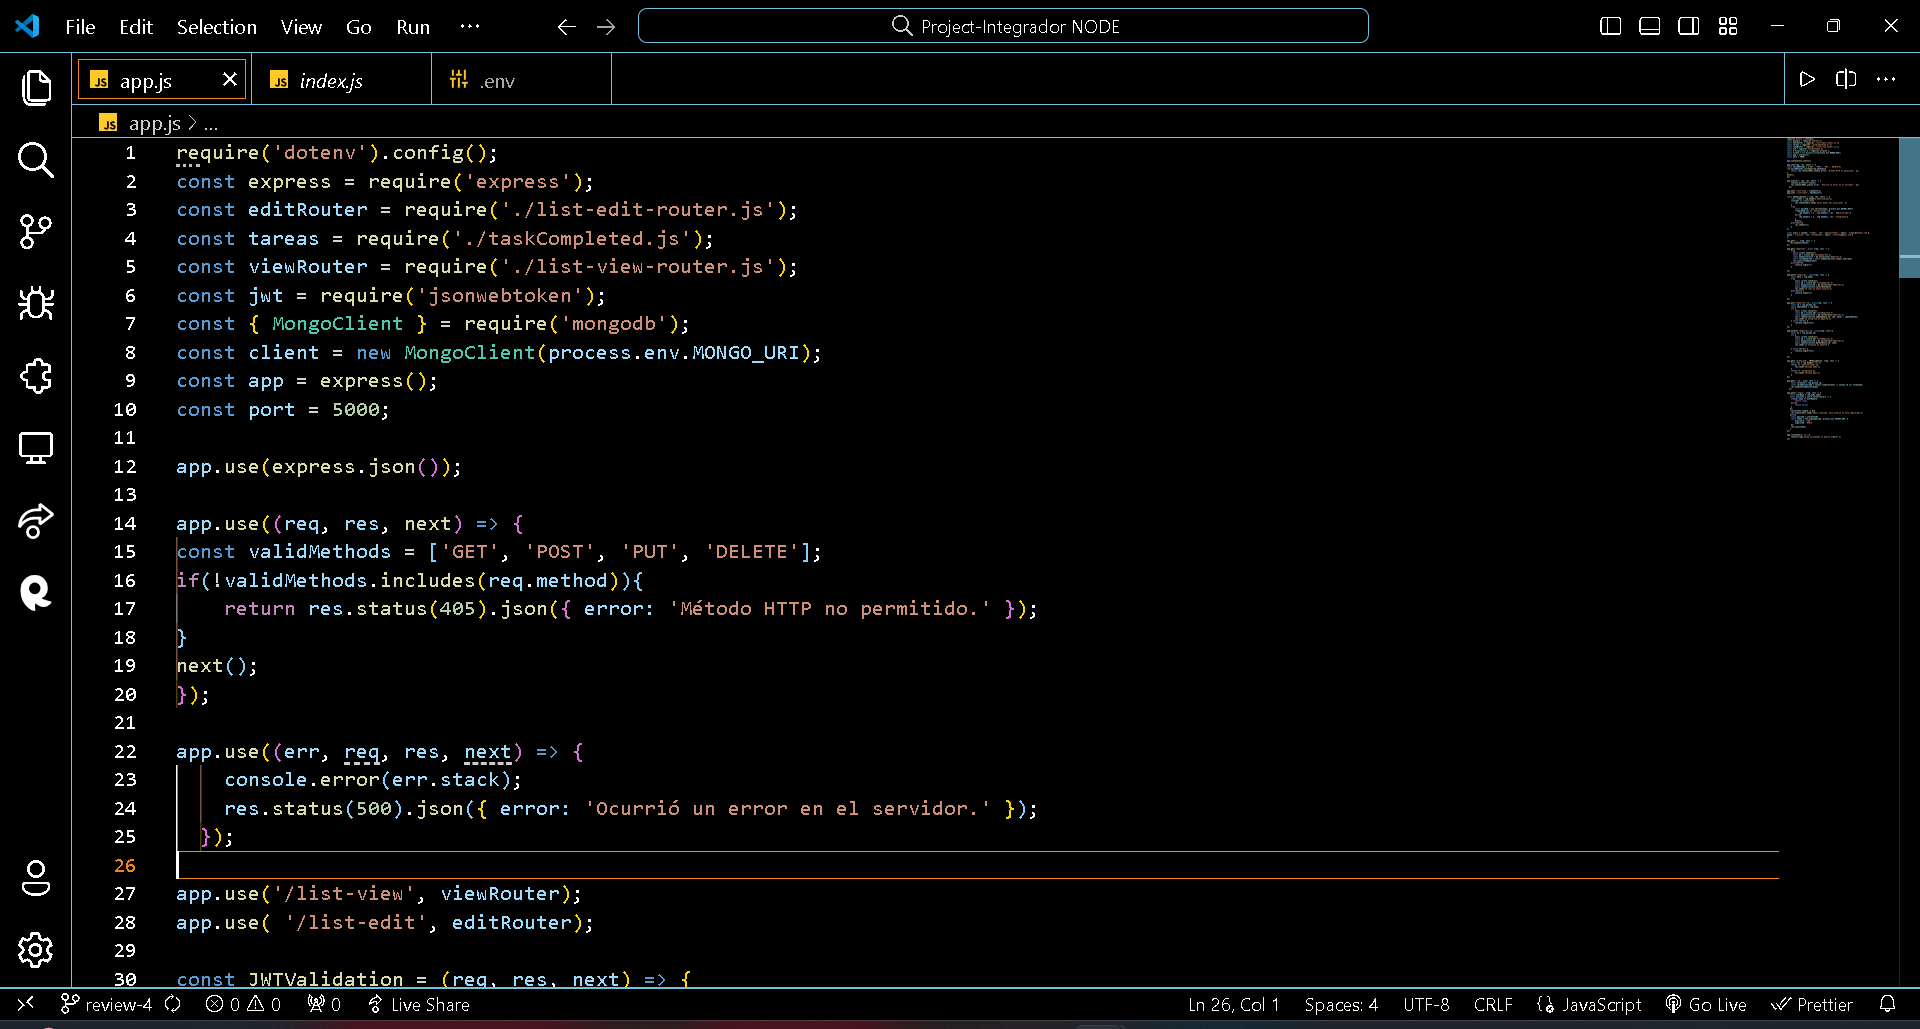 File Edit Selection View Go Run ··· Project-Integrador NODE
JS app.js JS index.js .env
JS app.js > ...
1 require('dotenv').config();
2 const express = require('express');
3 const editRouter = require('./list-edit-router.js');
4 const tareas = require('./taskCompleted.js');
5 const viewRouter = require('./list-view-router.js');
6 const jwt = require('jsonwebtoken');
7 const { MongoClient } = require('mongodb');
8 const client = new MongoClient(process.env.MONGO_URI);
9 const app = express();
10 const port = 5000;
11
12 app.use(express.json());
13
14 app.use((req, res, next) => {
15 const validMethods = ['GET', 'POST', 'PUT', 'DELETE'];
16 if(!validMethods.includes(req.method)){
17     return res.status(405).json({ error: 'Método HTTP no permitido.' });
18 }
19 next();
20 });
21
22 app.use((err, req, res, next) => {
23     console.error(err.stack);
24     res.status(500).json({ error: 'Ocurrió un error en el servidor.' });
25   });
26
27 app.use('/list-view', viewRouter);
28 app.use( '/list-edit', editRouter);
29
30 const JWTValidation = (req, res, next) => {
review-4 0 0 0 Live Share Ln 26, Col 1 Spaces: 4 UTF-8 CRLF JavaScript Go Live Prettier